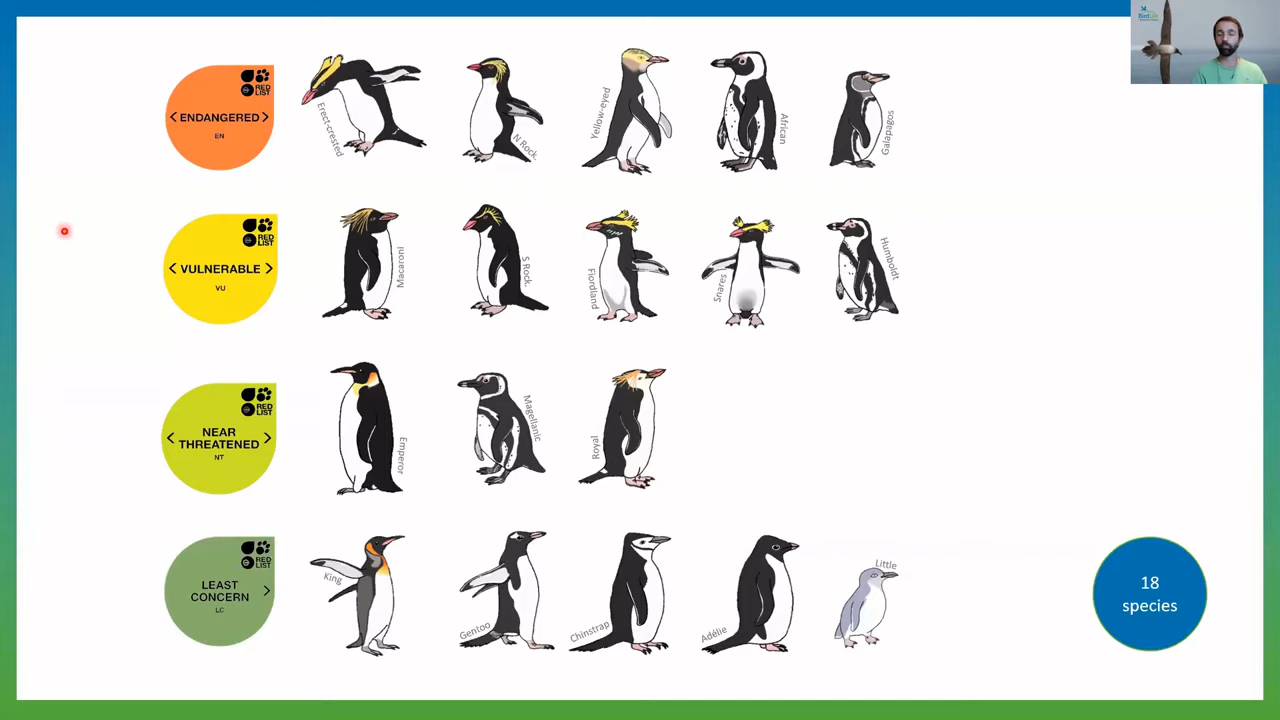 BirdLife
RED
LIST
< ENDANGERED >
EN
Erect-crested
N Rock.
Yellow-eyed
African
Galapagos
RED
LIST
< VULNERABLE >
VU
Macaroni
S Rock.
Fiordland
Snares
Humboldt
RED
LIST
< NEAR
THREATENED >
NT
Emperor
Magellanic
Royal
RED
LIST
LEAST
CONCERN >
LC
King
Gentoo
Chinstrap
Adélie
Little
18
species